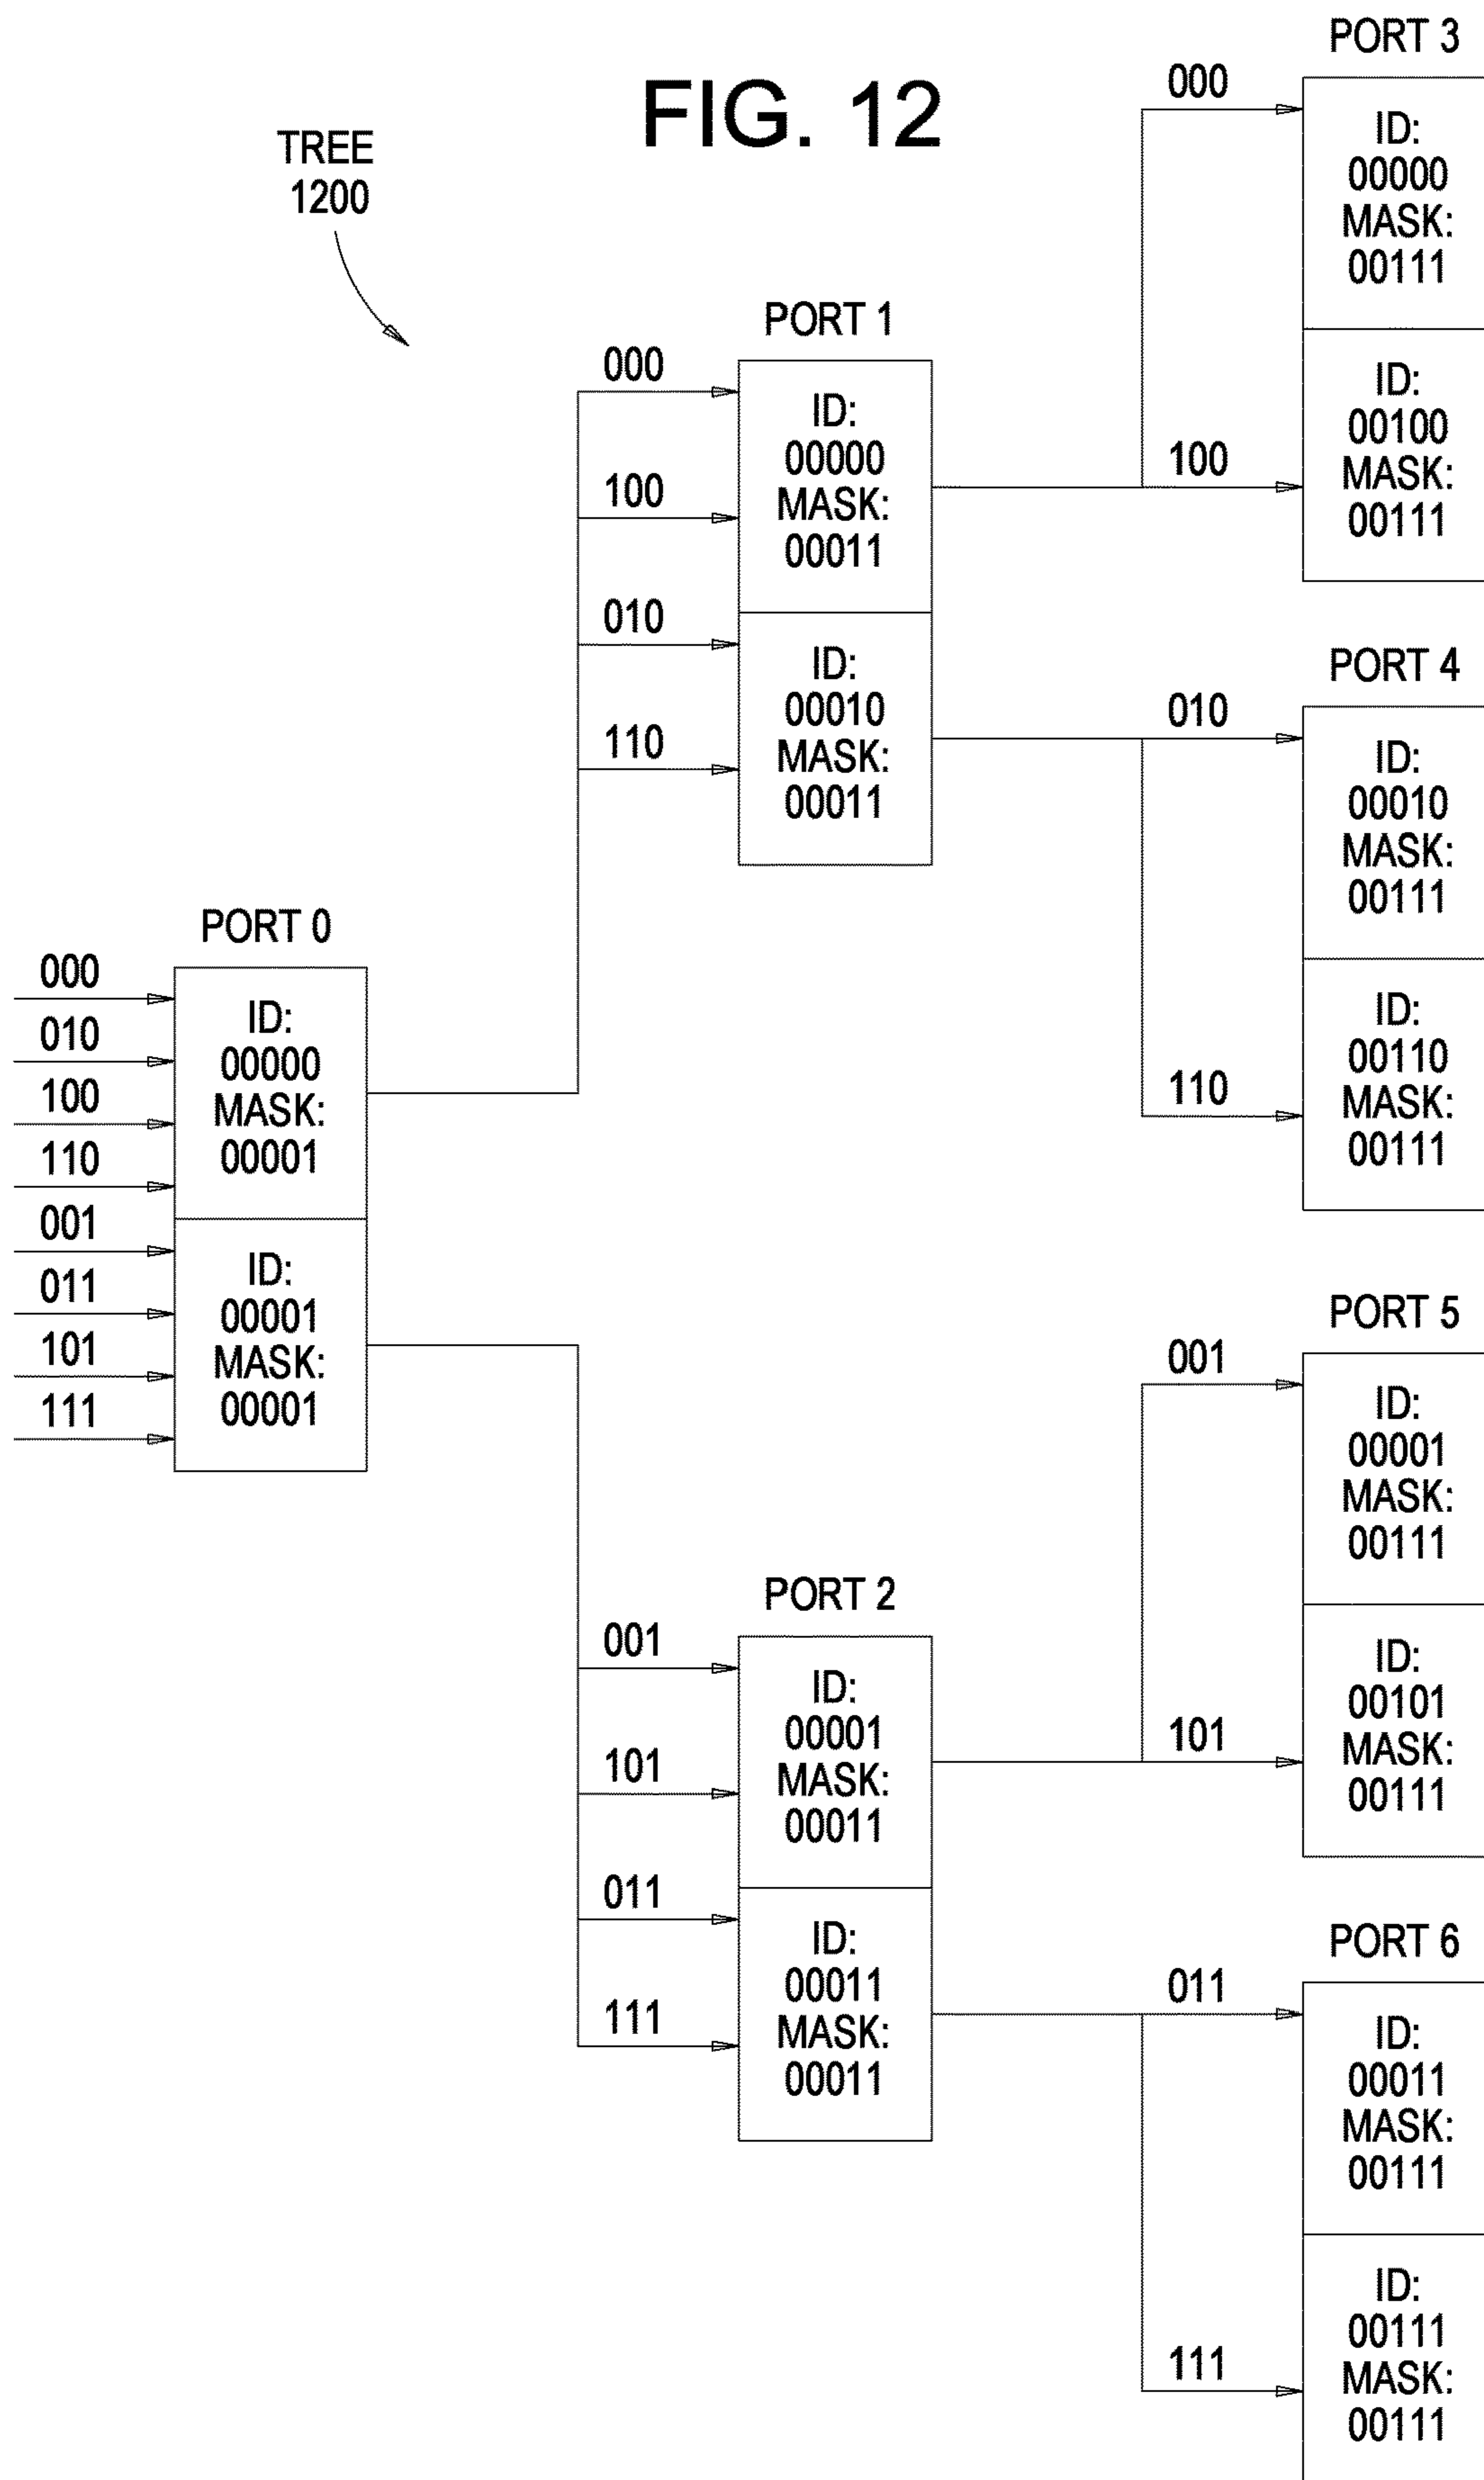 FIG. 12
TREE
1200
PORT 0
000
010
100
110
001
011
101
111
ID:
00000
MASK:
00001
ID:
00001
MASK:
00001
PORT 1
000
100
010
110
ID:
00000
MASK:
00011
ID:
00010
MASK:
00011
PORT 2
001
101
011
111
ID:
00001
MASK:
00011
ID:
00011
MASK:
00011
PORT 3
000
100
ID:
00000
MASK:
00111
ID:
00100
MASK:
00111
PORT 4
010
110
ID:
00010
MASK:
00111
ID:
00110
MASK:
00111
PORT 5
001
101
ID:
00001
MASK:
00111
ID:
00101
MASK:
00111
PORT 6
011
111
ID:
00011
MASK:
00111
ID:
00111
MASK:
00111